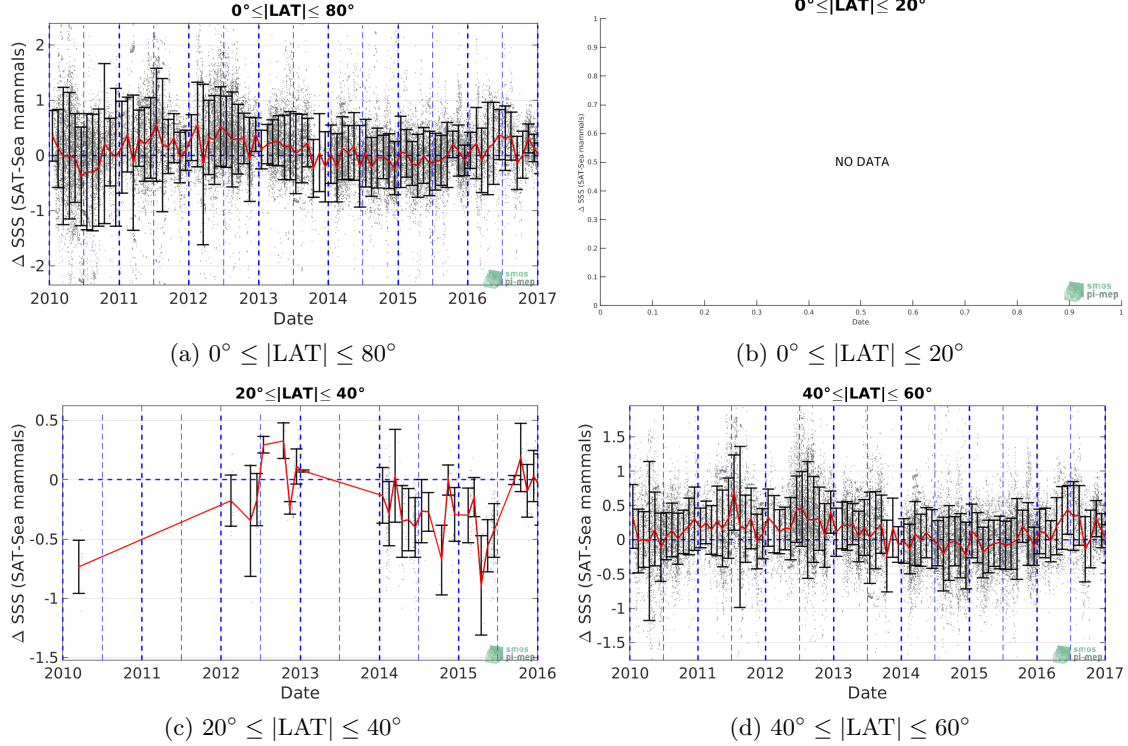 0°≤|LAT|≤ 80°
Δ SSS (SAT-Sea mammals)
2
1
0
-1
-2
2010 2011 2012 2013 2014 2015 2016 2017
Date
smos
pi-mep
(a) 0° ≤ |LAT| ≤ 80°
0°≤|LAT|≤ 20°
Δ SSS (SAT-Sea mammals)
1
0.9
0.8
0.7
0.6
0.5
0.4
0.3
0.2
0.1
0
NO DATA
0 0.1 0.2 0.3 0.4 0.5 0.6 0.7 0.8 0.9 1
Date
smos
pi-mep
(b) 0° ≤ |LAT| ≤ 20°
20°≤|LAT|≤ 40°
Δ SSS (SAT-Sea mammals)
0.5
0
-0.5
-1
-1.5
2010 2011 2012 2013 2014 2015 2016
Date
smos
pi-mep
(c) 20° ≤ |LAT| ≤ 40°
40°≤|LAT|≤ 60°
Δ SSS (SAT-Sea mammals)
1.5
1
0.5
0
-0.5
-1
-1.5
2010 2011 2012 2013 2014 2015 2016 2017
Date
smos
pi-mep
(d) 40° ≤ |LAT| ≤ 60°